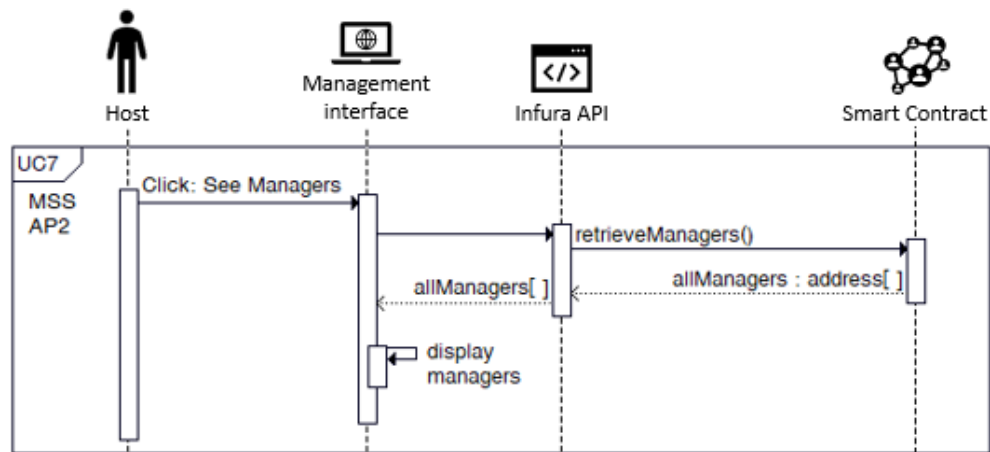 Host
Management
interface
</>
Infura API
Smart Contract
UC7
MSS
AP2
Click: See Managers
retrieveManagers()
allManagers : address[ ]
allManagers[ ]
display
managers